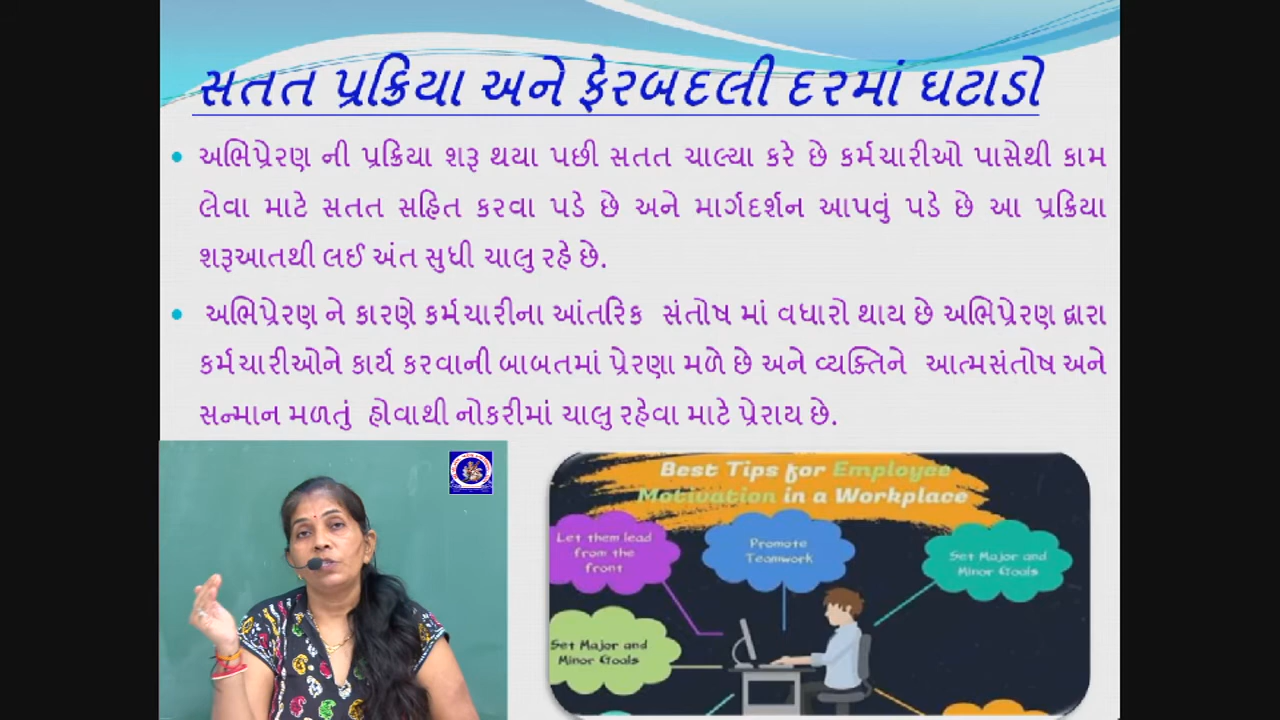 સતત પ્રક્રિયા અને ફેરબદલી દરમાં ઘટાડો
• અભિપ્રેરણ ની પ્રક્રિયા શરૂ થયા પછી સતત ચાલ્યા કરે છે કર્મચારીઓ પાસેથી કામ
લેવા માટે સતત સહિત કરવા પડે છે અને માર્ગદર્શન આપવું પડે છે આ પ્રક્રિયા
શરૂઆતથી લઈ અંત સુધી ચાલુ રહે છે.
• અભિપ્રેરણ ને કારણે કર્મચારીના આંતરિક સંતોષ માં વધારો થાય છે અભિપ્રેરણ દ્વારા
કર્મચારીઓને કાર્ય કરવાની બાબતમાં પ્રેરણા મળે છે અને વ્યક્તિને આત્મસંતોષ અને
સન્માન મળતું હોવાથી નોકરીમાં ચાલુ રહેવા માટે પ્રેરાય છે.
Best Tips for Employee
Motivation in a Workplace
Let them lead
from the
front
Promote
Teamwork
Set Major and
Minor Goals
Set Major and
Minor Goals